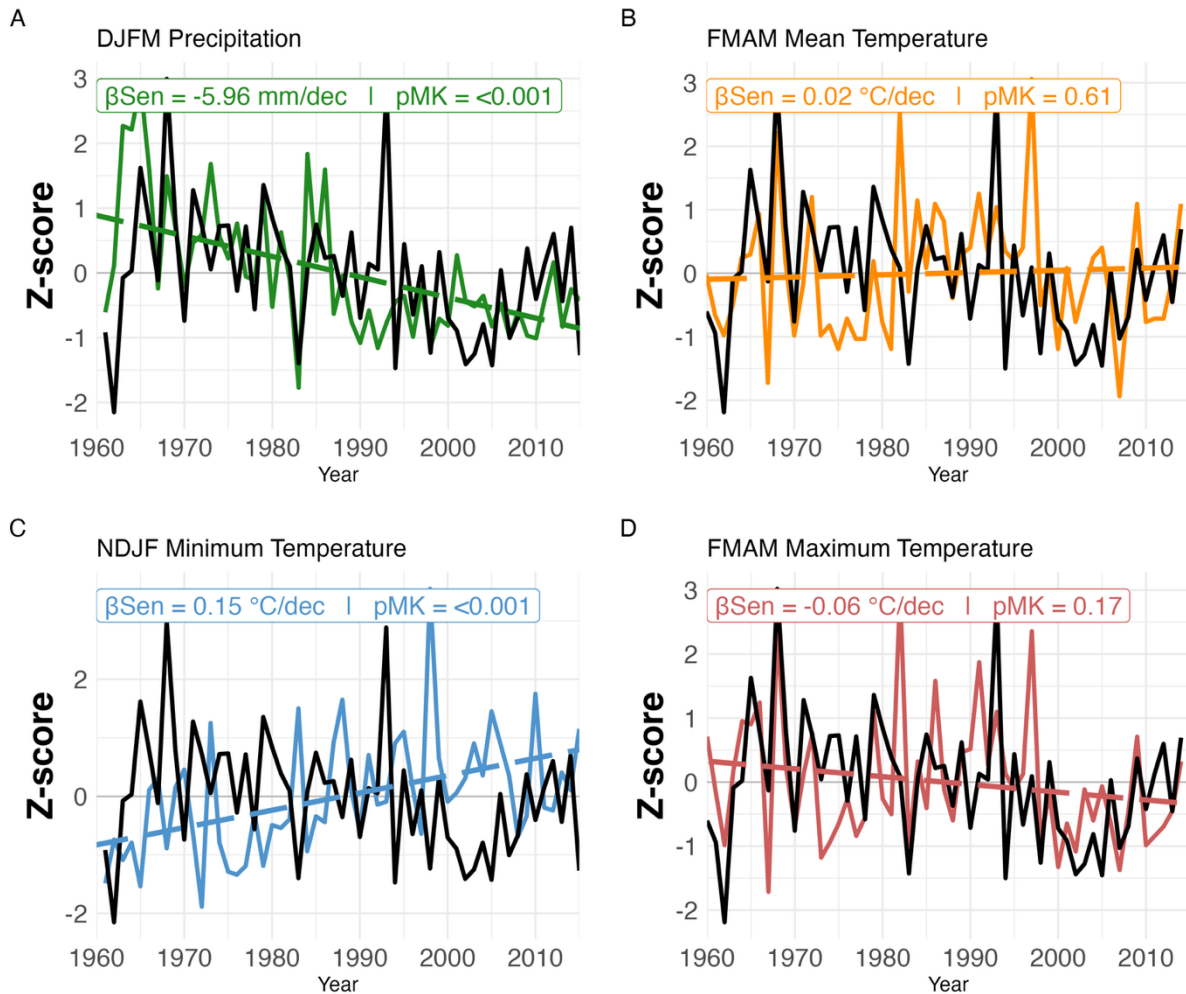 A
DJFM Precipitation
βSen = -5.96 mm/dec | pMK = <0.001
Z-score
3
2
1
0
-1
-2
1960 1970 1980 1990 2000 2010
Year
B
FMAM Mean Temperature
βSen = 0.02 °C/dec | pMK = 0.61
Z-score
3
2
1
0
-1
-2
1960 1970 1980 1990 2000 2010
Year
C
NDJF Minimum Temperature
βSen = 0.15 °C/dec | pMK = <0.001
Z-score
2
0
-2
1960 1970 1980 1990 2000 2010
Year
D
FMAM Maximum Temperature
βSen = -0.06 °C/dec | pMK = 0.17
Z-score
3
2
1
0
-1
-2
1960 1970 1980 1990 2000 2010
Year